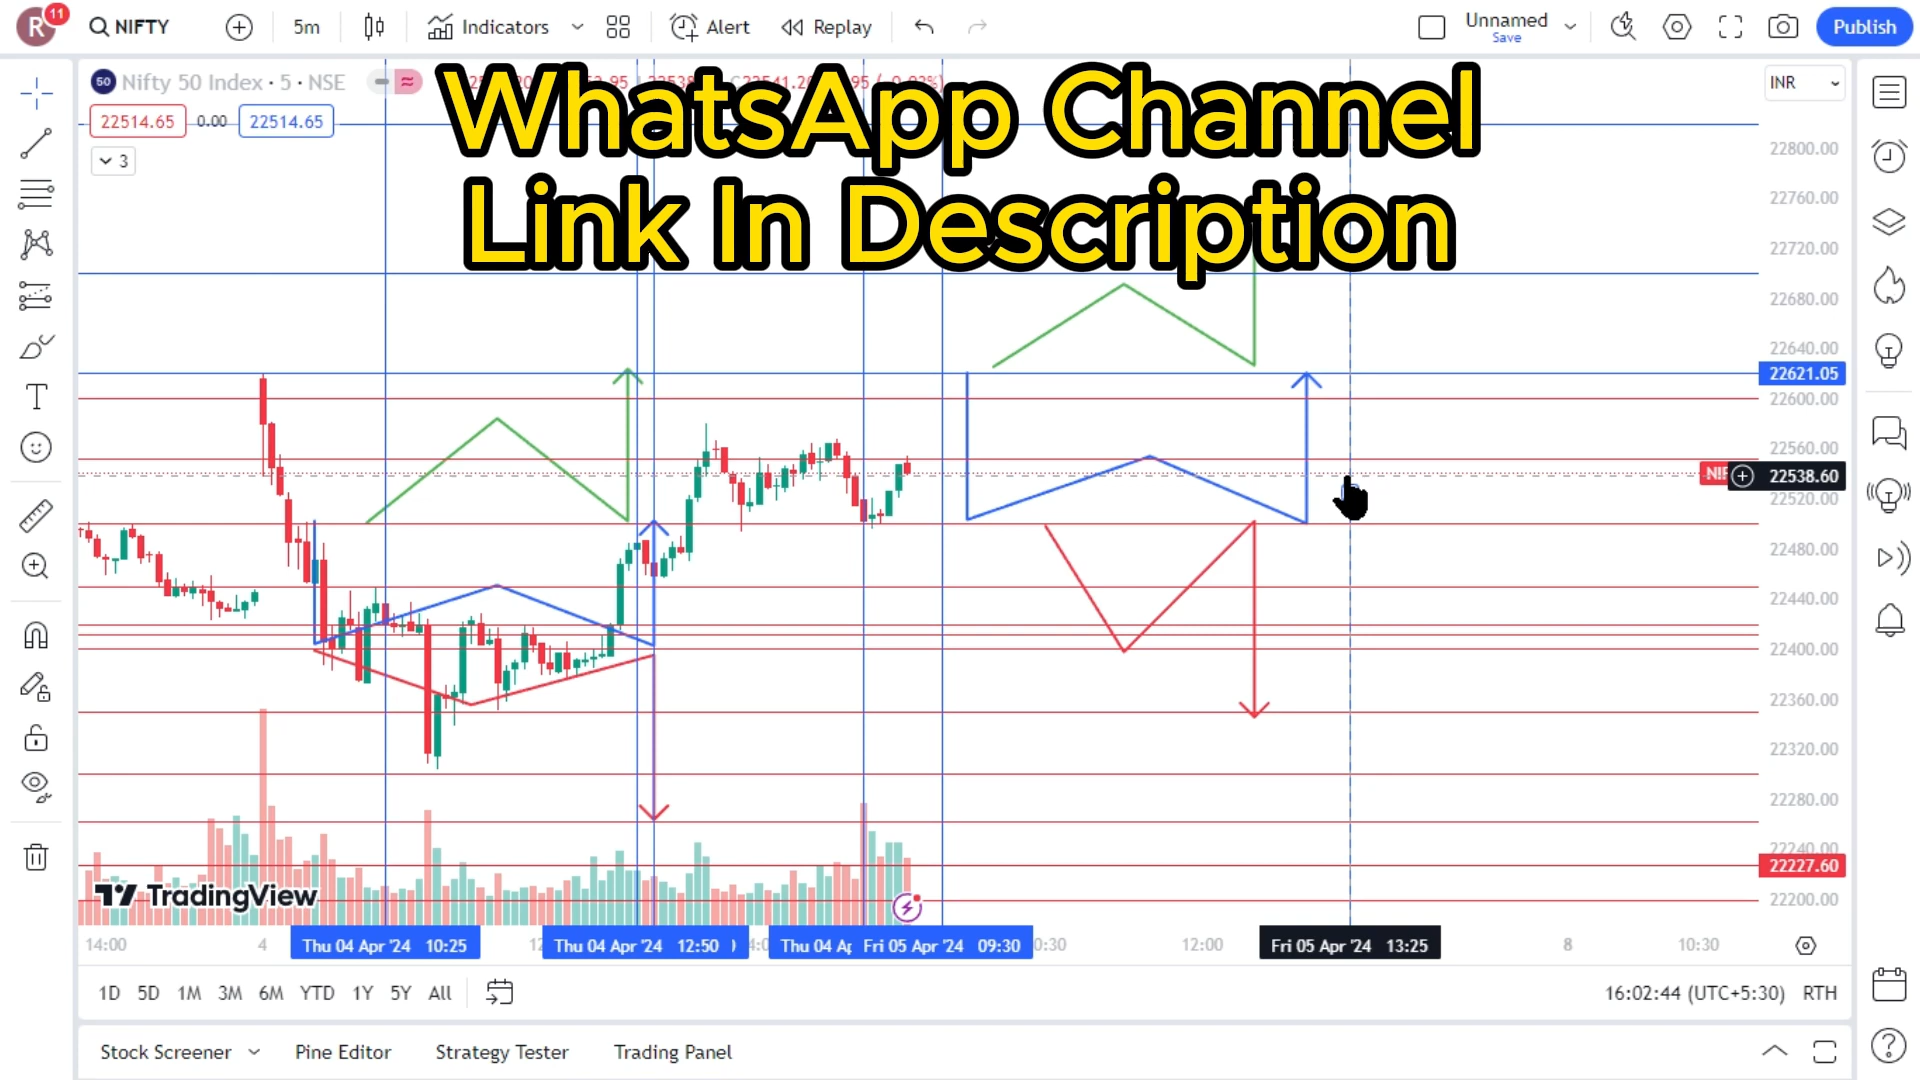 R
11
NIFTY
5m
Indicators
Alert
Replay
Unnamed
Save
Publish
50
Nifty 50 Index · 5 · NSE
INR
22514.65
0.00
22514.65
3
WhatsApp Channel
Link In Description
22800.00
22760.00
22720.00
22680.00
22640.00
22621.05
22600.00
22560.00
22538.60
22520.00
22480.00
22440.00
22400.00
22360.00
22320.00
22280.00
22240.00
22227.60
22200.00
TradingView
14:00
4
Thu 04 Apr '24 10:25
Thu 04 Apr '24 12:50
Thu 04 Ap
Fri 05 Apr '24 09:30
12:00
Fri 05 Apr '24 13:25
8
10:30
1D 5D 1M 3M 6M YTD 1Y 5Y All
16:02:44 (UTC+5:30) RTH
Stock Screener
Pine Editor
Strategy Tester
Trading Panel